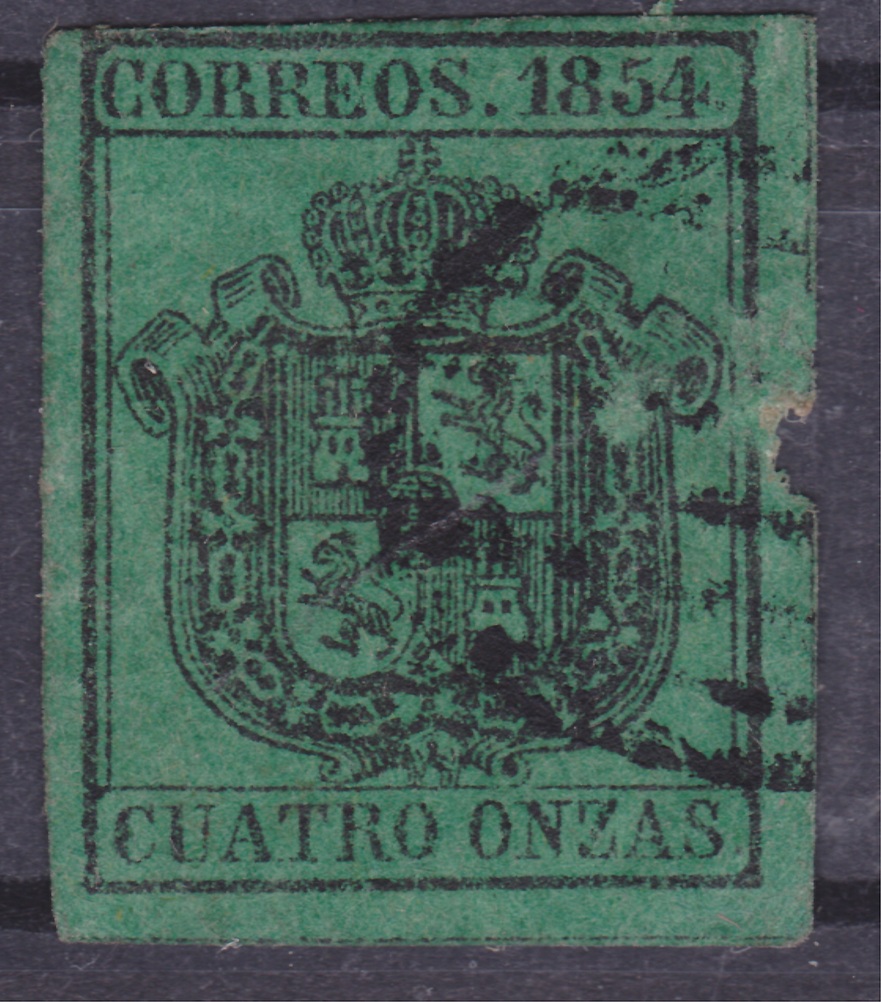 CORREOS. 1854.
CUATRO ONZAS